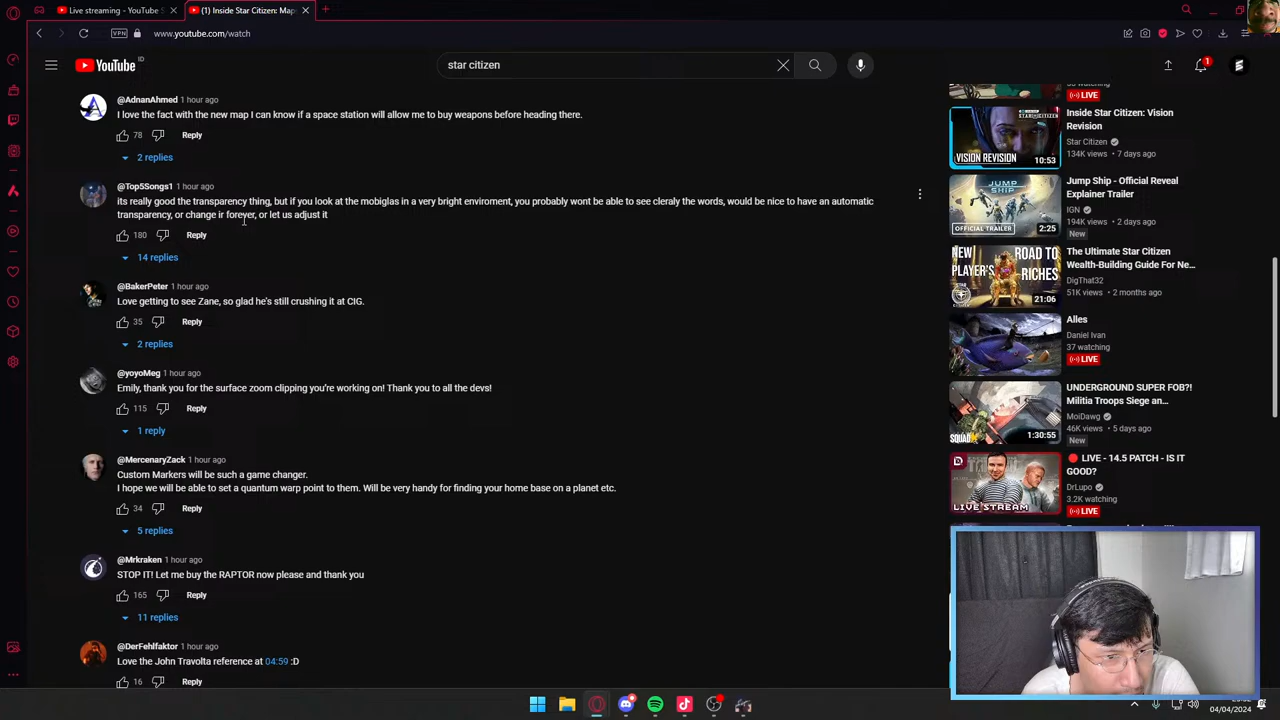 Live streaming - YouTube S
(1) Inside Star Citizen: Map
VPN
www.youtube.com/watch
YouTube
ID
star citizen
1
@AdnanAhmed 1 hour ago
I love the fact with the new map I can know if a space station will allow me to buy weapons before heading there.
78
Reply
2 replies
@Top5Songs1 1 hour ago
its really good the transparency thing, but if you look at the mobiglas in a very bright enviroment, you probably wont be able to see cleraly the words, would be nice to have an automatic
transparency, or change ir forever, or let us adjust it
180
Reply
14 replies
@BakerPeter 1 hour ago
Love getting to see Zane, so glad he's still crushing it at CIG.
35
Reply
2 replies
@yoyoMeg 1 hour ago
Emily, thank you for the surface zoom clipping you're working on! Thank you to all the devs!
115
Reply
1 reply
@MercenaryZack 1 hour ago
Custom Markers will be such a game changer.
I hope we will be able to set a quantum warp point to them. Will be very handy for finding your home base on a planet etc.
34
Reply
5 replies
@Mrkraken 1 hour ago
STOP IT! Let me buy the RAPTOR now please and thank you
165
Reply
11 replies
@DerFehlfaktor 1 hour ago
Love the John Travolta reference at 04:59 :D
16
Reply
LIVE
VISION REVISION
10:53
Inside Star Citizen: Vision
Revision
Star Citizen
134K views • 7 days ago
JUMP
SHIP
OFFICIAL TRAILER
2:25
Jump Ship - Official Reveal
Explainer Trailer
IGN
New
NEW
PLAYER'S
ROAD TO
RICHES
21:06
The Ultimate Star Citizen
Wealth-Building Guide For Ne...
DigThat32
51K views • 2 months ago
Alles
Daniel Ivan
37 watching
LIVE
SQUAD
1:30:55
UNDERGROUND SUPER FOB?!
Militia Troops Siege an...
MoiDawg
46K views • 5 days ago
New
LIVE STREAM
LIVE - 14.5 PATCH - IS IT
GOOD?
DrLupo
3.2K watching
LIVE
04/04/2024